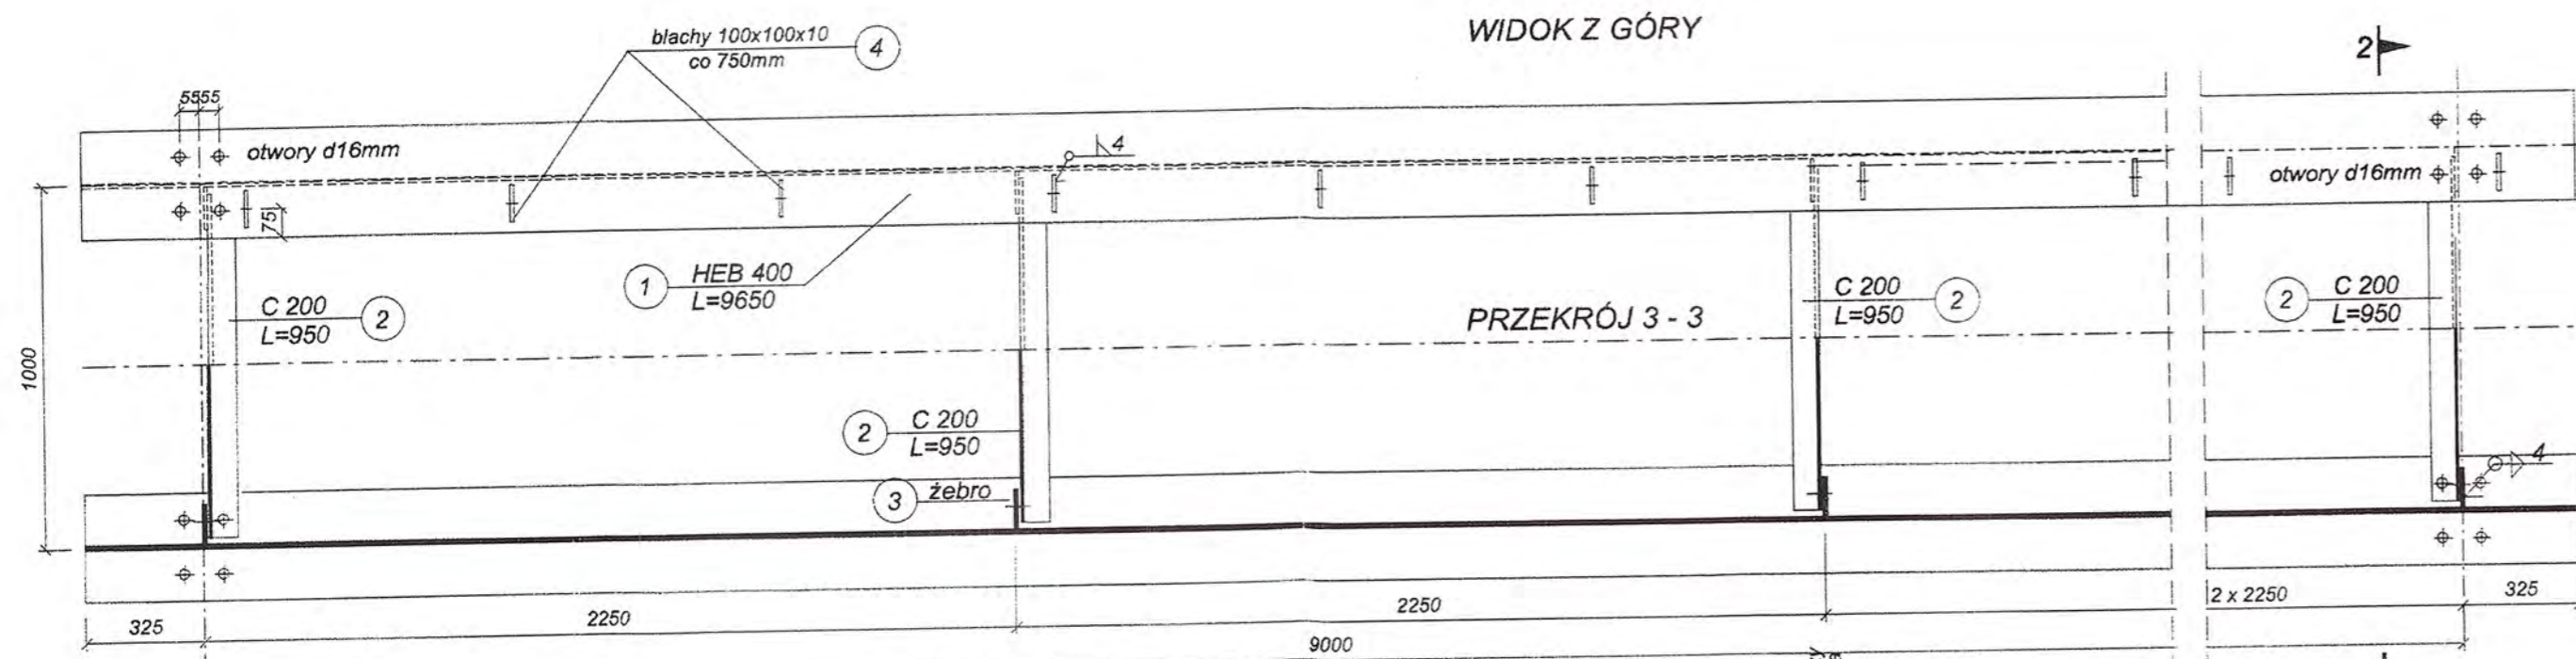 WIDOK Z GÓRY
2
blachy 100x100x10
co 750mm
4
5555
otwory d16mm
4
otwory d16mm
75
1
HEB 400
L=9650
C 200
L=950
2
PRZEKRÓJ 3 - 3
C 200
L=950
2
2
C 200
L=950
1000
2
C 200
L=950
3
żebro
4
325
2250
2250
2 x 2250
325
9000